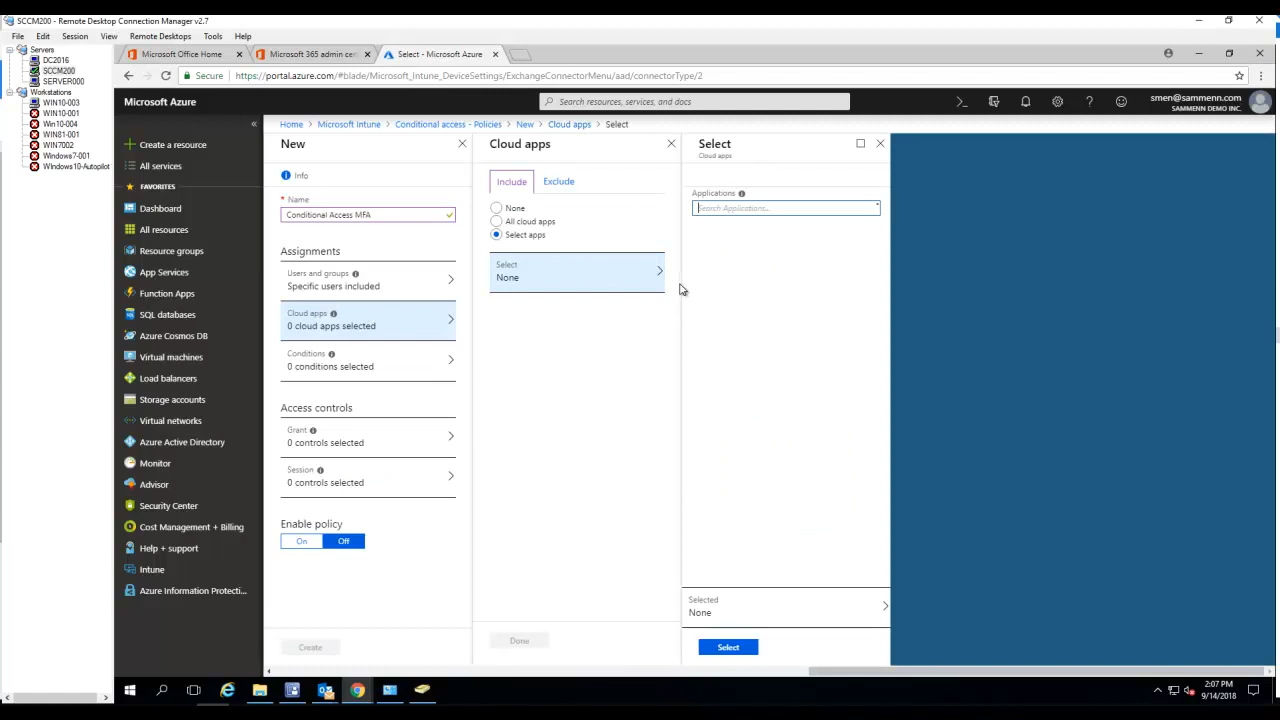 SCCM200 - Remote Desktop Connection Manager v2.7
File Edit Session View Remote Desktops Tools Help
Servers
DC2016
SCCM200
SERVER000
Workstations
WIN10-003
WIN10-001
Win10-004
WIN81-001
WIN7002
Windows7-001
Windows10-Autopilot
Microsoft Office Home
Microsoft 365 admin cen
Select - Microsoft Azure
Secure https://portal.azure.com/#blade/Microsoft_Intune_DeviceSettings/ExchangeConnectorMenu/aad/connectorType/2
Microsoft Azure
Search resources, services, and docs
smen@sammenn.com
SAMMENN DEMO INC.
Home > Microsoft Intune > Conditional access - Policies > New > Cloud apps > Select
Create a resource
All services
FAVORITES
Dashboard
All resources
Resource groups
App Services
Function Apps
SQL databases
Azure Cosmos DB
Virtual machines
Load balancers
Storage accounts
Virtual networks
Azure Active Directory
Monitor
Advisor
Security Center
Cost Management + Billing
Help + support
Intune
Azure Information Protecti...
New
Info
* Name
Conditional Access MFA
Assignments
Users and groups
Specific users included
Cloud apps
0 cloud apps selected
Conditions
0 conditions selected
Access controls
Grant
0 controls selected
Session
0 controls selected
Enable policy
On Off
Create
Cloud apps
Include Exclude
None
All cloud apps
Select apps
Select
None
Done
Select
Cloud apps
Applications
Search Applications...
Selected
None
Select
2:07 PM
9/14/2018